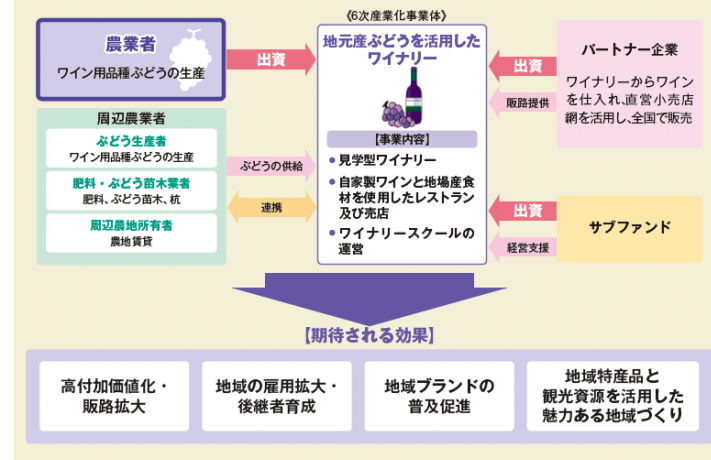 《6次産業化事業体》
農業者
ワイン用品種ぶどうの生産
出資
地元産ぶどうを活用した
ワイナリー
出資
販路提供
パートナー企業
ワイナリーからワイン
を仕入れ、直営小売店
網を活用し、全国で販売
周辺農業者
ぶどう生産者
ワイン用品種ぶどうの生産
肥料・ぶどう苗木業者
肥料、ぶどう苗木、杭
周辺農地所有者
農地賃貸
ぶどうの供給
連携
【事業内容】
●見学型ワイナリー
●自家製ワインと地場産食
材を使用したレストラン
及び売店
●ワイナリースクールの
運営
出資
経営支援
サブファンド
【期待される効果】
高付加価値化・
販路拡大
地域の雇用拡大・
後継者育成
地域ブランドの
普及促進
地域特産品と
観光資源を活用した
魅力ある地域づくり